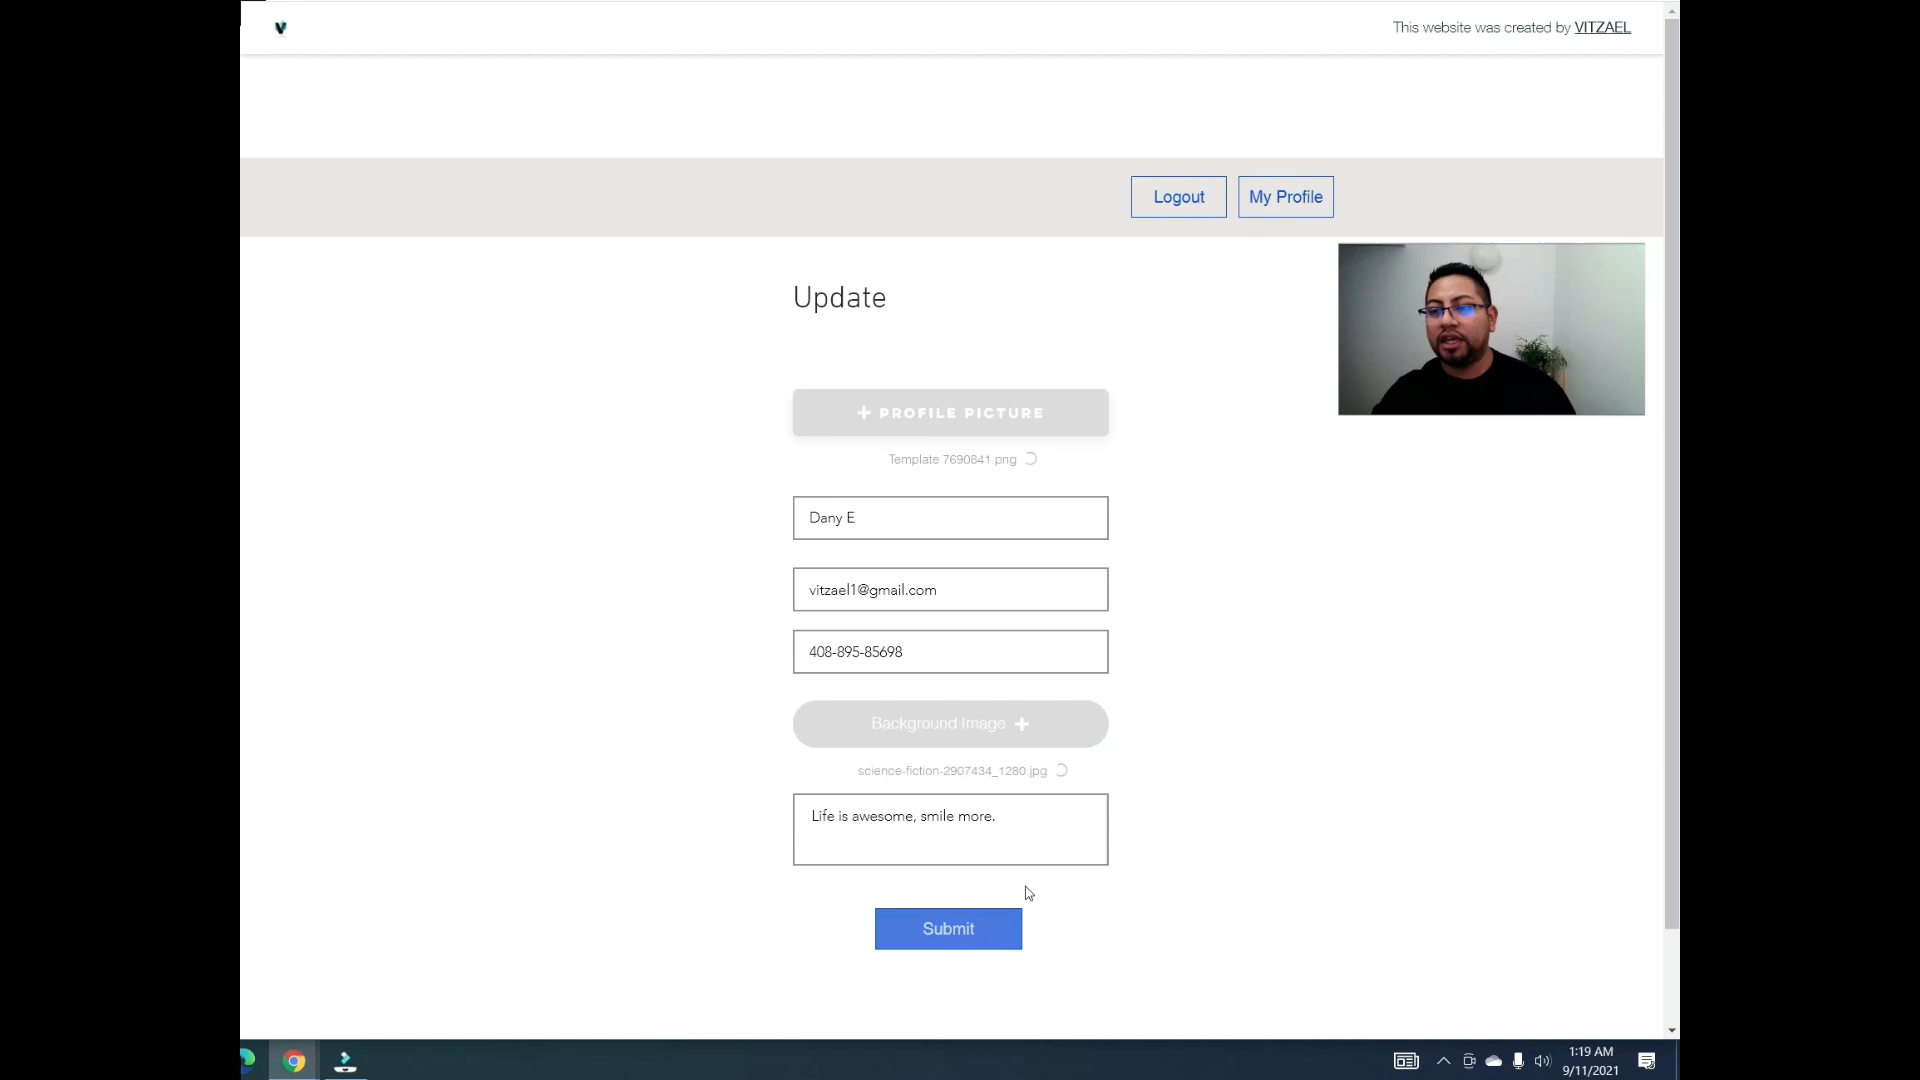 This website was created by VITZAEL
Logout
My Profile
Update
+ PROFILE PICTURE
Template 7690841.png
Dany E
vitzael1@gmail.com
408-895-85698
Background Image +
science-fiction-2907434_1280.jpg
Life is awesome, smile more.
Submit
1:19 AM
9/11/2021